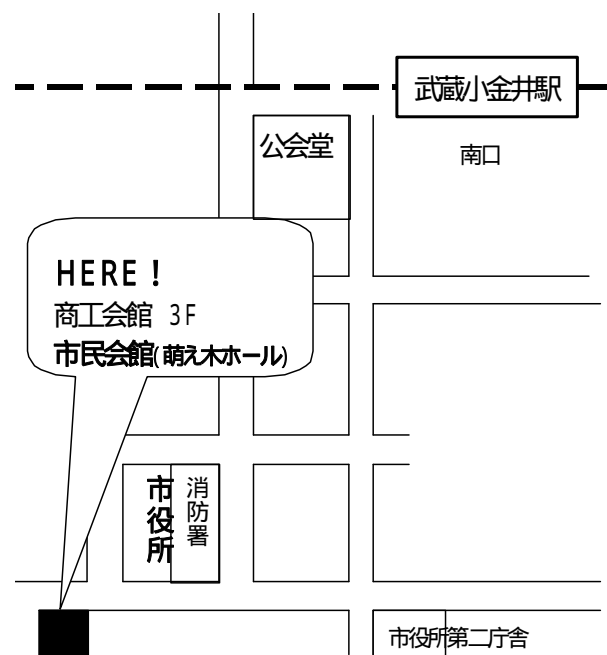 武蔵小金井駅
公会堂
南口
HERE！
商工会館 3F
市民会館(萌え木ホール)
市役所
消防署
市役所第二庁舎